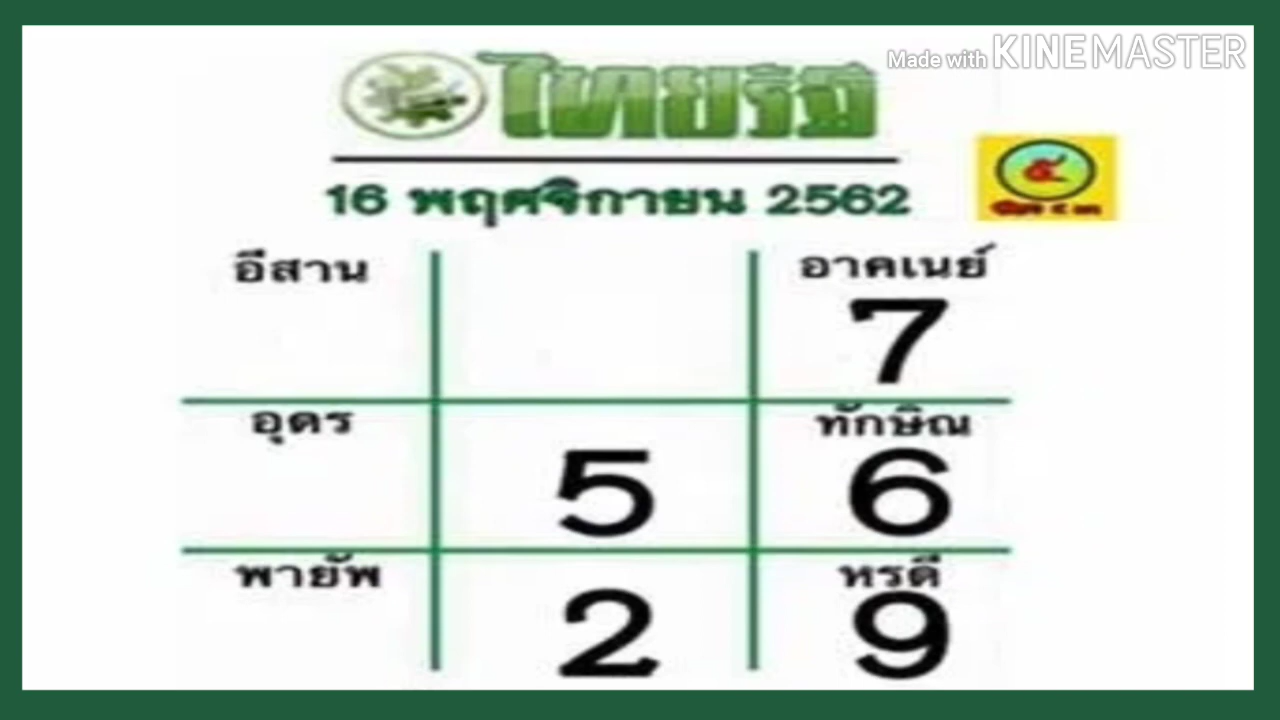 Made with KINEMASTER
ไทยรัฐ
๕
16 พฤศจิกายน 2562
อีสาน
อาคเนย์
7
อุดร
ทักษิณ
5 6
พายัพ
หรดี
2 9